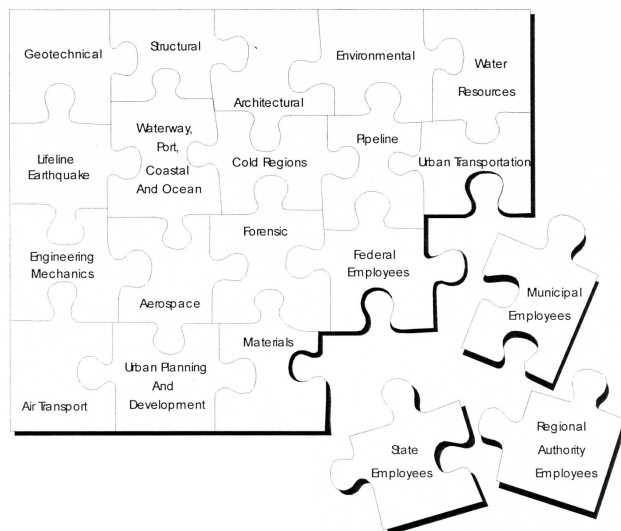 Geotechnical
Structural
Architectural
Environmental
Water
Resources
Lifeline
Earthquake
Waterway,
Port,
Coastal
And Ocean
Cold Regions
Pipeline
Urban Transportation
Engineering
Mechanics
Aerospace
Forensic
Federal
Employees
Municipal
Employees
Air Transport
Urban Planning
And
Development
Materials
State
Employees
Regional
Authority
Employees